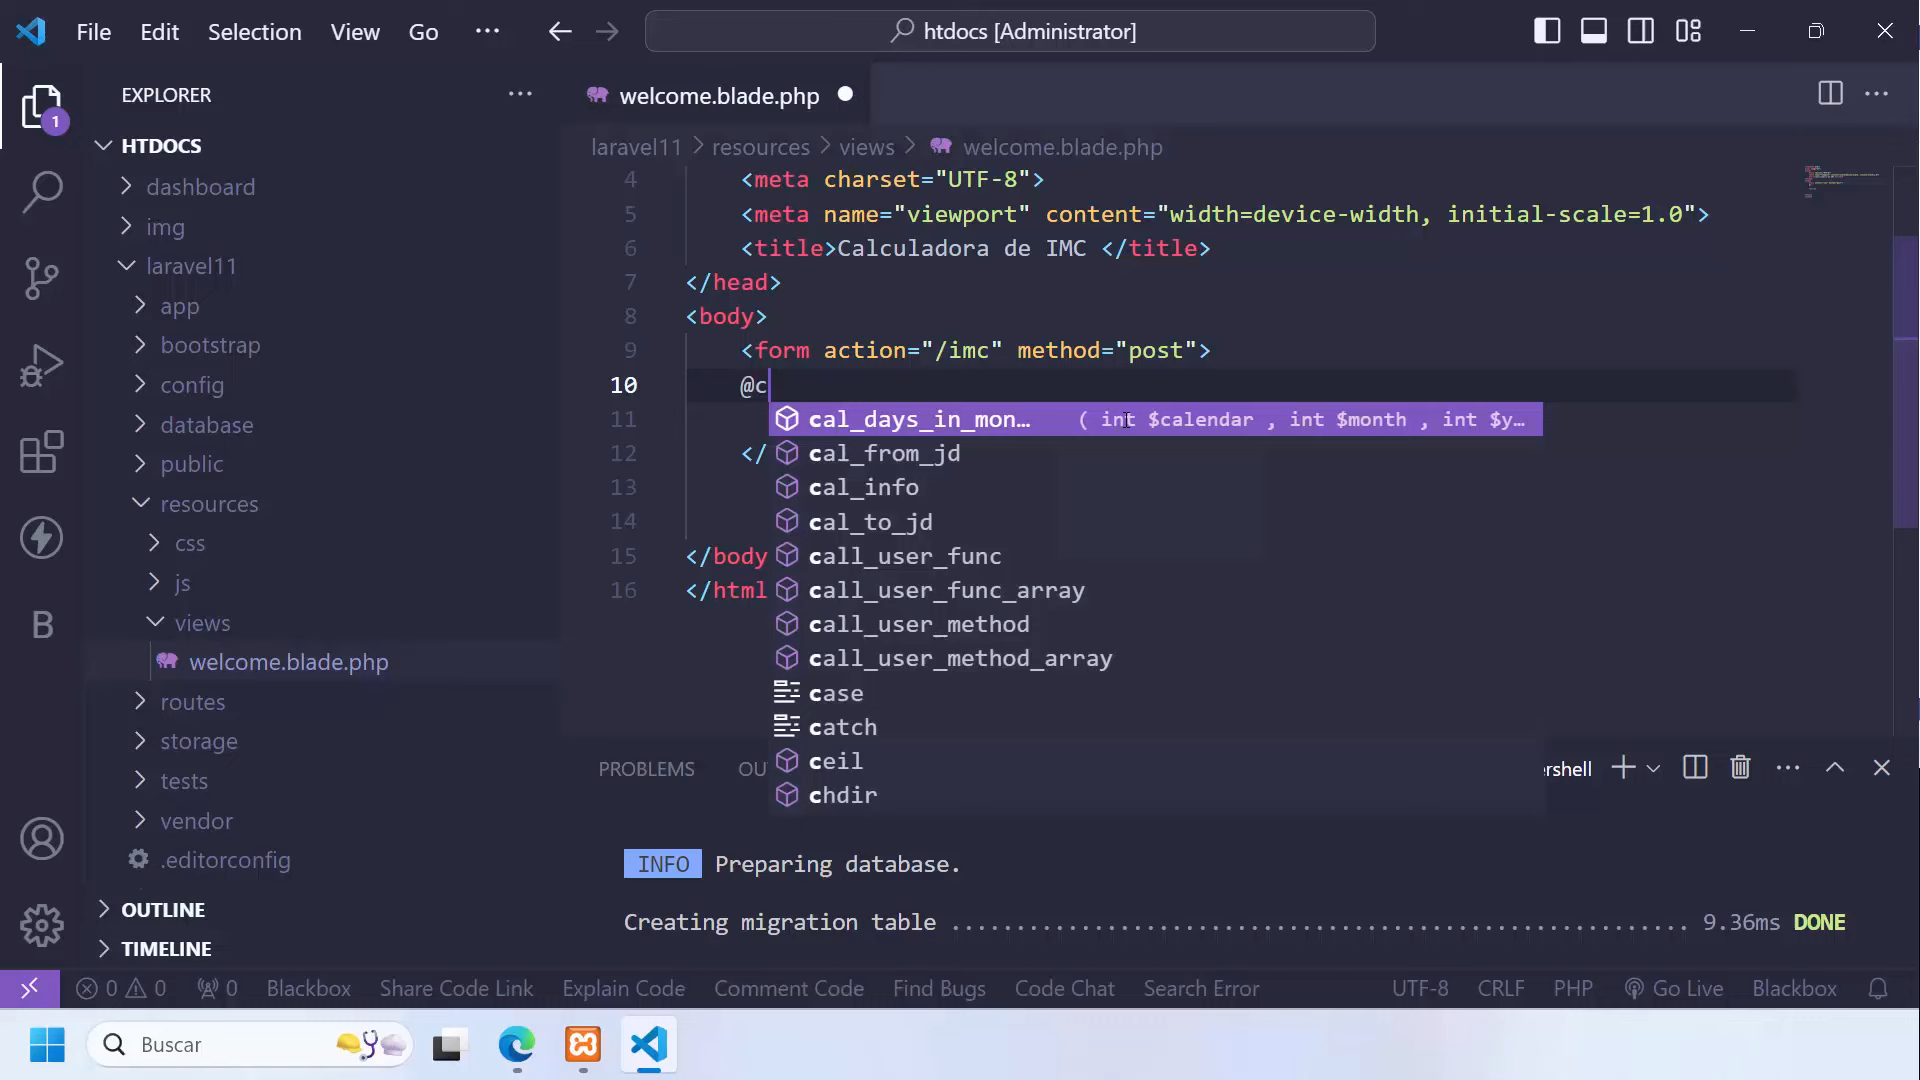 File Edit Selection View Go ··· htdocs [Administrator]
EXPLORER ···
welcome.blade.php
1
HTDOCS
dashboard
img
laravel11
app
bootstrap
config
database
public
resources
css
js
views
welcome.blade.php
routes
storage
tests
vendor
.editorconfig
OUTLINE
TIMELINE
B
laravel11 > resources > views > welcome.blade.php
4 <meta charset="UTF-8">
5 <meta name="viewport" content="width=device-width, initial-scale=1.0">
6 <title>Calculadora de IMC </title>
7 </head>
8 <body>
9 <form action="/imc" method="post">
10 @c
11
12 </
13
14
15 </body
16 </html
cal_days_in_mon… ( int $calendar , int $month , int $y…
cal_from_jd
cal_info
cal_to_jd
call_user_func
call_user_func_array
call_user_method
call_user_method_array
case
catch
ceil
chdir
PROBLEMS OU ershell
INFO Preparing database.
Creating migration table ........................................................ 9.36ms DONE
0 0 0 Blackbox Share Code Link Explain Code Comment Code Find Bugs Code Chat Search Error UTF-8 CRLF PHP Go Live Blackbox
Buscar